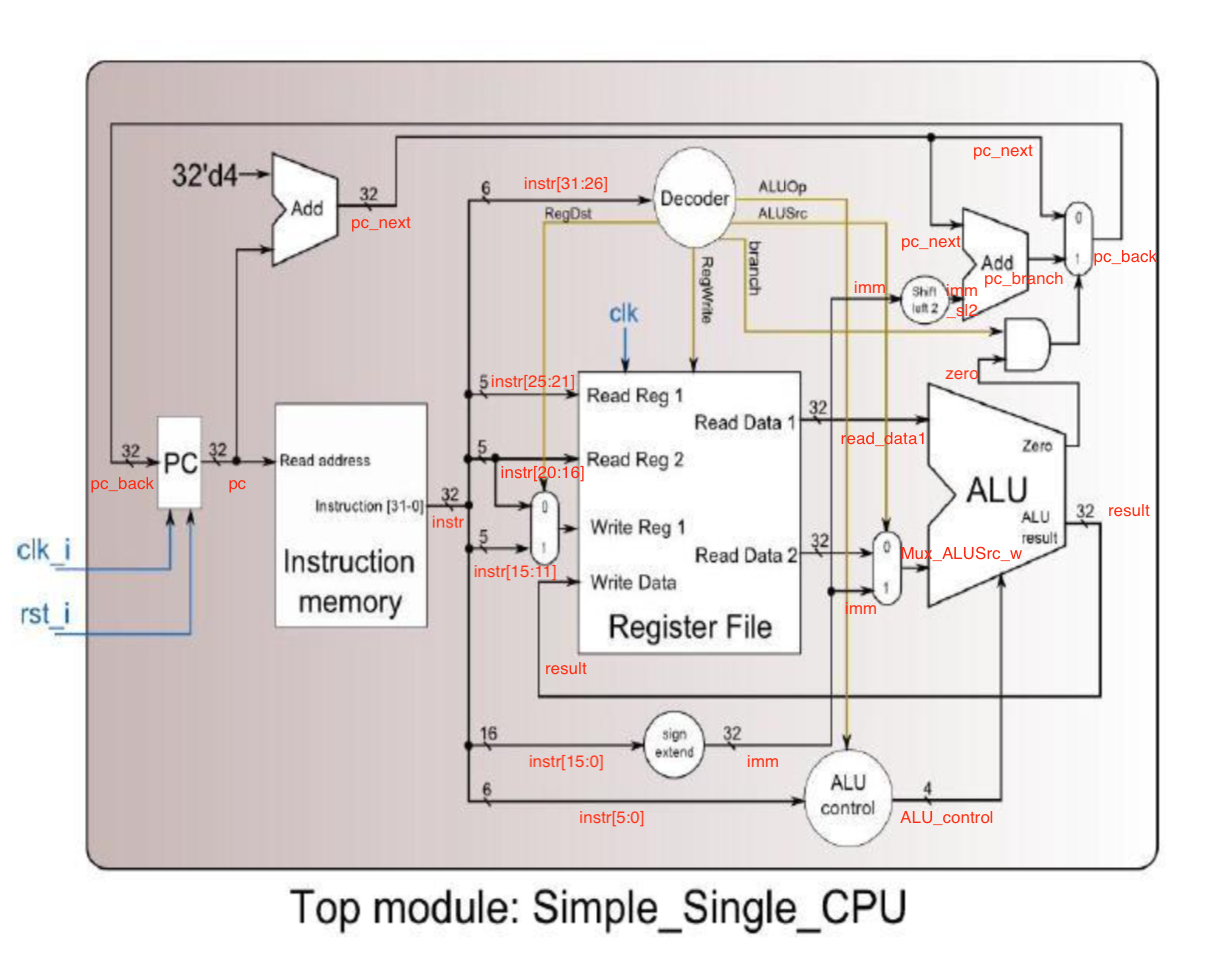 pc_next
32'd4
Add
32
pc_next
6
instr[31:26]
Decoder
ALUOp
RegDst
ALUSrc
branch
RegWrite
pc_next
Add
0
1
pc_back
pc_branch
imm
Shift
left 2
imm
_sl2
clk
zero
5
instr[25:21]
Read Reg 1
Read Data 1
32
read_data1
Zero
32
pc_back
PC
32
pc
Read address
Instruction [31-0]
32
instr
Instruction
memory
5
instr[20:16]
Read Reg 2
0
1
Write Reg 1
5
instr[15:11]
Write Data
Read Data 2
32
0
1
Mux_ALUSrc_w
imm
ALU
ALU
result
32
result
Register File
clk_i
rst_i
result
16
instr[15:0]
sign
extend
32
imm
6
instr[5:0]
ALU
control
4
ALU_control
Top module: Simple_Single_CPU